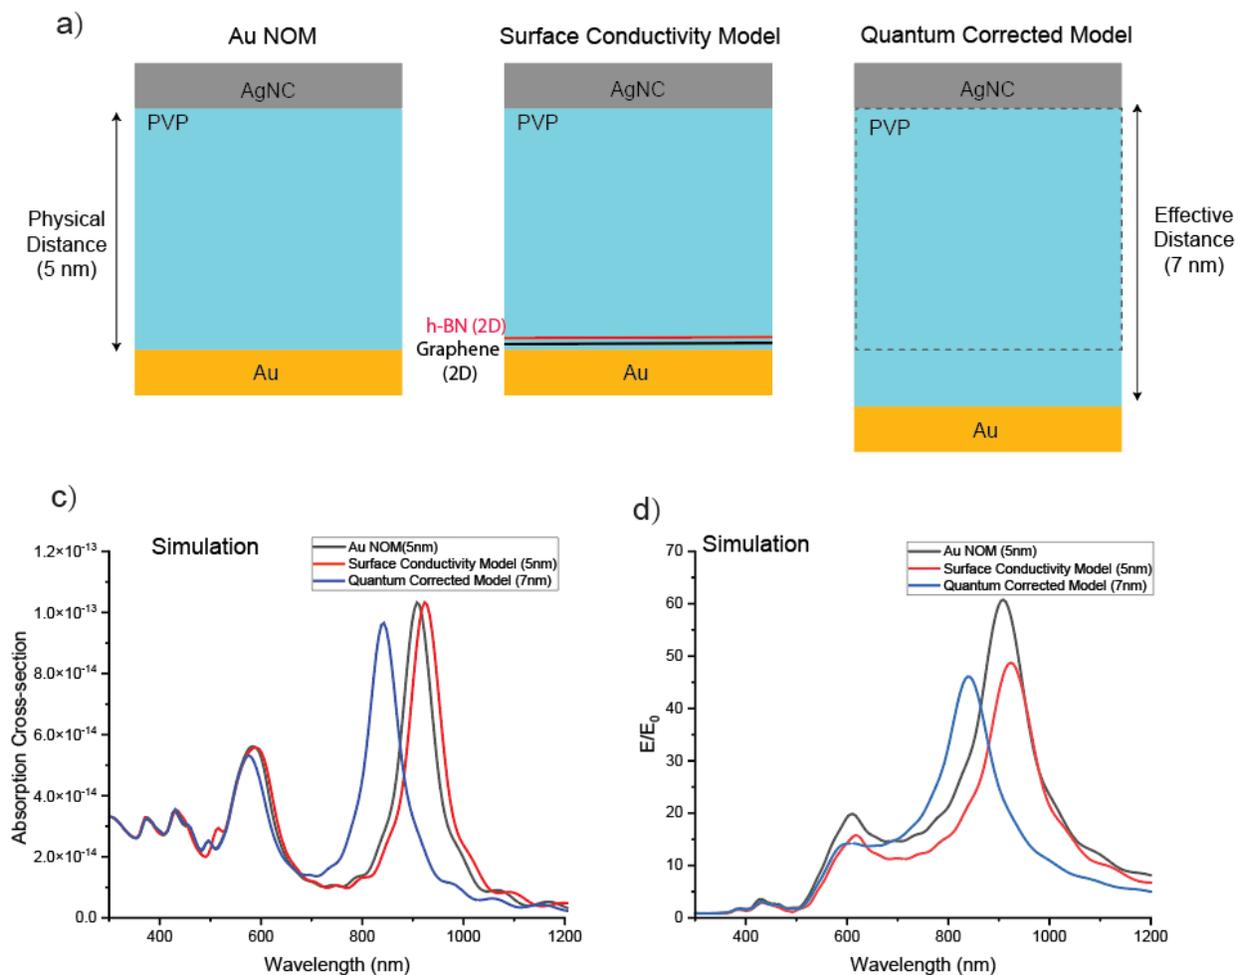 a)
Au NOM
Surface Conductivity Model
Quantum Corrected Model
AgNC
AgNC
AgNC
PVP
PVP
PVP
Physical
Distance
(5 nm)
Effective
Distance
(7 nm)
h-BN (2D)
Graphene
(2D)
Au
Au
Au
c)
Simulation
Au NOM(5nm)
Surface Conductivity Model (5nm)
Quantum Corrected Model (7nm)
1.2×10⁻¹³
1.0×10⁻¹³
8.0×10⁻¹⁴
6.0×10⁻¹⁴
4.0×10⁻¹⁴
2.0×10⁻¹⁴
0.0
Absorption Cross-section
400
600
800
1000
1200
Wavelength (nm)
d)
Simulation
Au NOM (5nm)
Surface Conductivity Model (5nm)
Quantum Corrected Model (7nm)
70
60
50
40
30
20
10
0
E/E₀
400
600
800
1000
1200
Wavelength (nm)